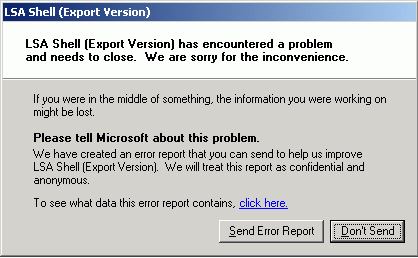 LSA Shell (Export Version)
LSA Shell (Export Version) has encountered a problem
and needs to close.  We are sorry for the inconvenience.
If you were in the middle of something, the information you were working on
might be lost.
Please tell Microsoft about this problem.
We have created an error report that you can send to help us improve
LSA Shell (Export Version).  We will treat this report as confidential and
anonymous.
To see what data this error report contains, click here.
Send Error Report
Don't Send